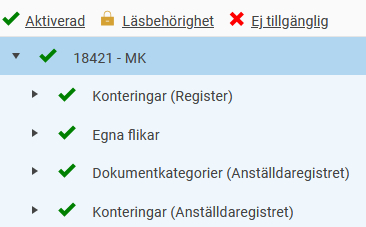 Aktiverad Läsbehörighet Ej tillgänglig
18421 - MK
Konteringar (Register)
Egna flikar
Dokumentkategorier (Anställdaregistret)
Konteringar (Anställdaregistret)